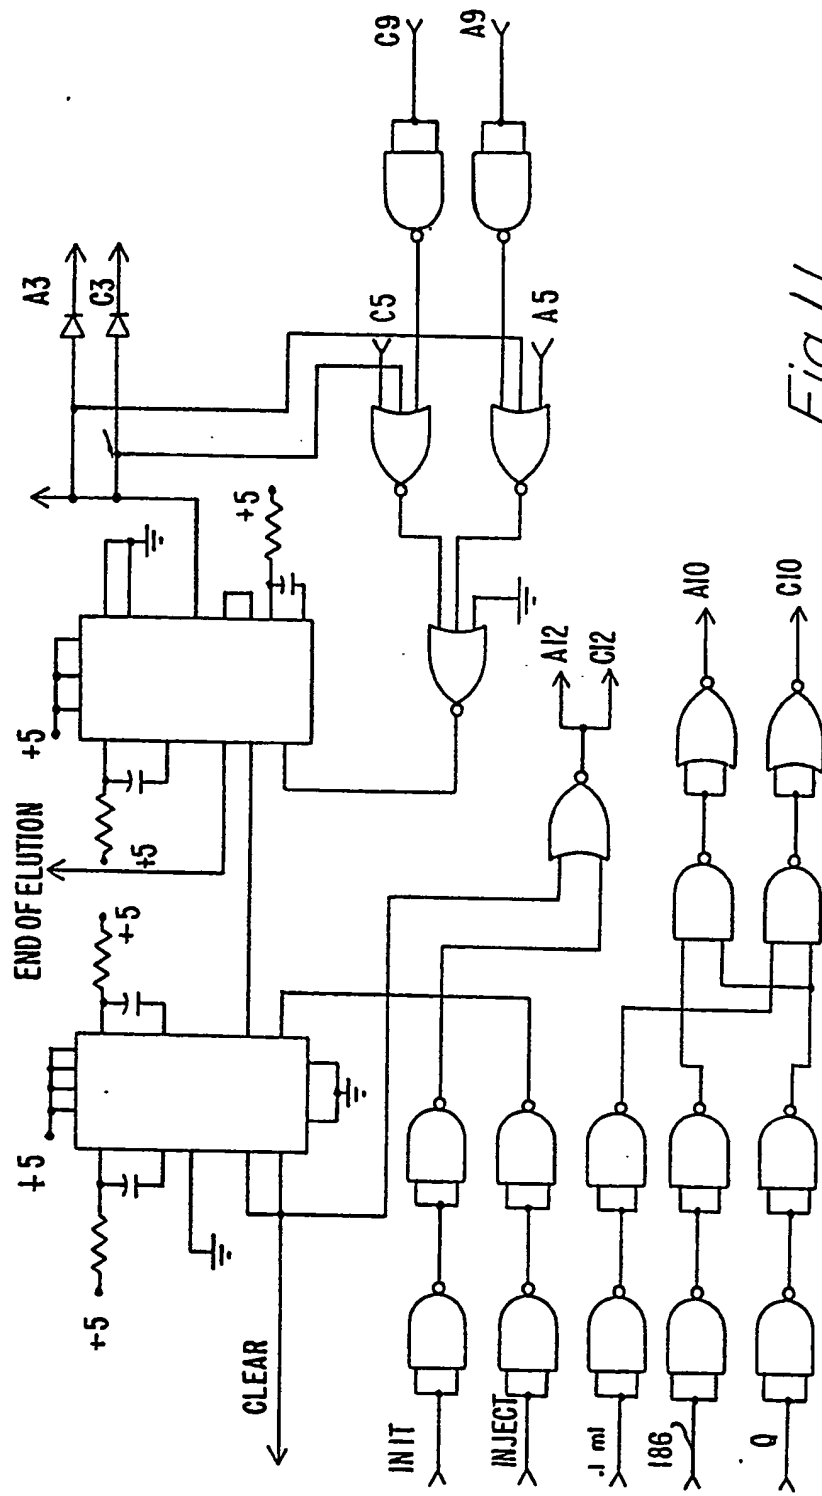 END OF ELUTION
+5
+5
+5
+5
+5
+5
CLEAR
A3
C3
C9
A9
C5
A5
A12
C12
A10
C10
INIT
INJECT
.1 ml
186
Q
Fig. 11